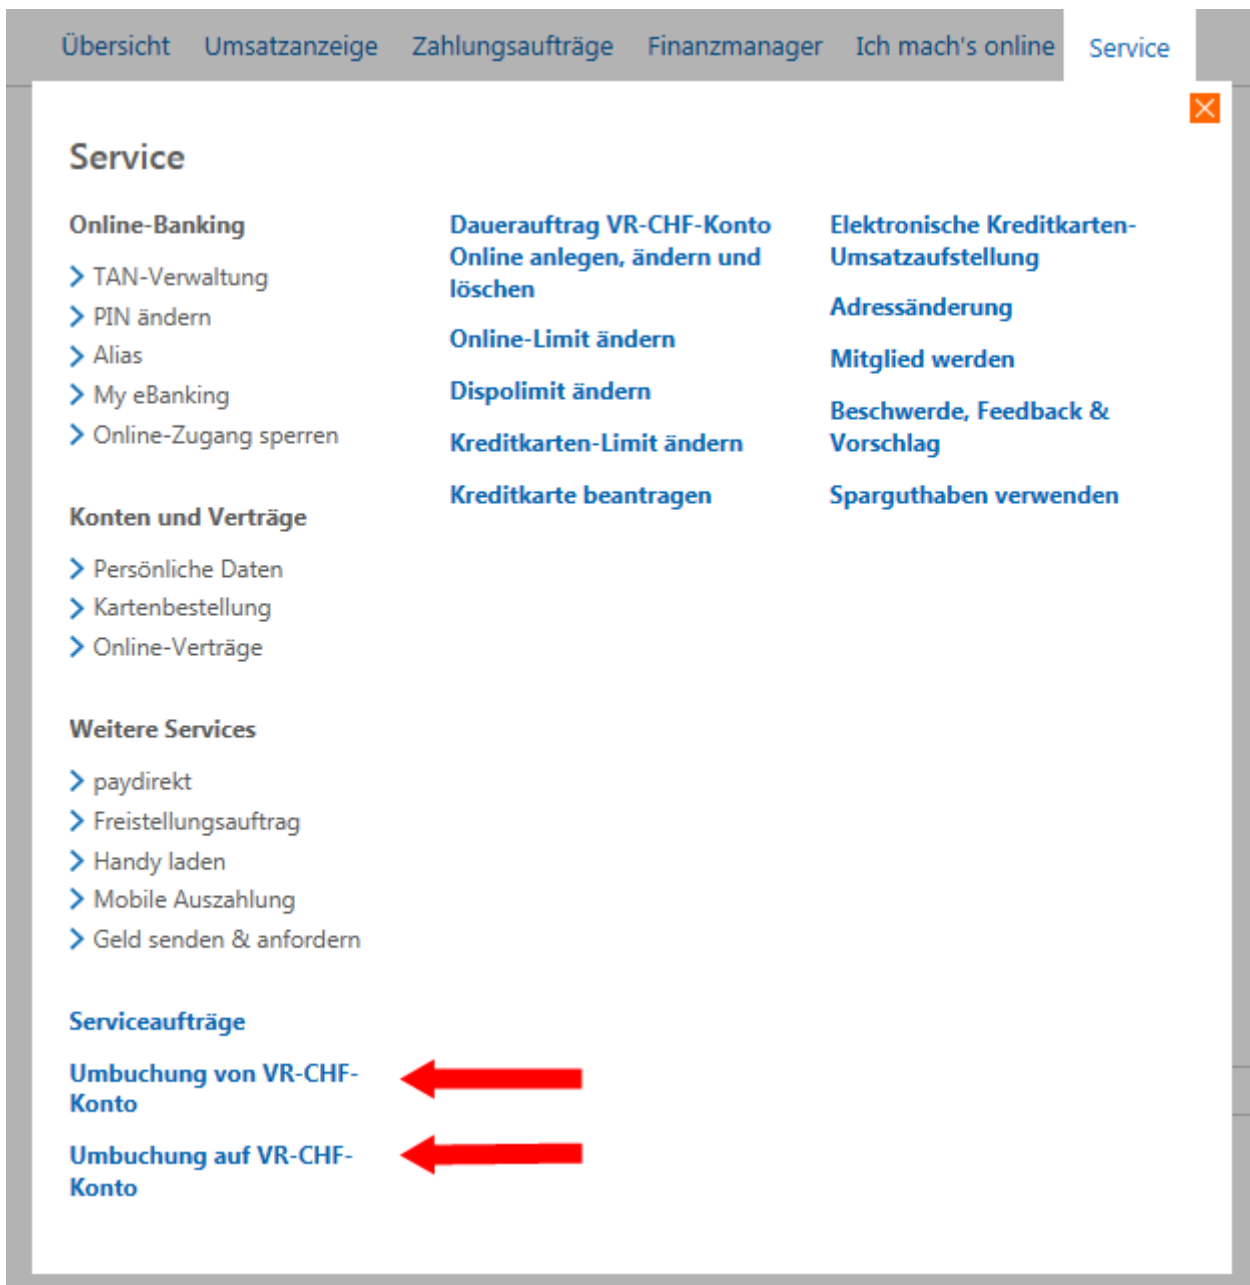 Übersicht Umsatzanzeige Zahlungsaufträge Finanzmanager Ich mach's online Service
Service
Online-Banking
TAN-Verwaltung
PIN ändern
Alias
My eBanking
Online-Zugang sperren
Konten und Verträge
Persönliche Daten
Kartenbestellung
Online-Verträge
Weitere Services
paydirekt
Freistellungsauftrag
Handy laden
Mobile Auszahlung
Geld senden & anfordern
Serviceaufträge
Umbuchung von VR-CHF-
Konto
Umbuchung auf VR-CHF-
Konto
Dauerauftrag VR-CHF-Konto
Online anlegen, ändern und
löschen
Online-Limit ändern
Dispolimit ändern
Kreditkarten-Limit ändern
Kreditkarte beantragen
Elektronische Kreditkarten-
Umsatzaufstellung
Adressänderung
Mitglied werden
Beschwerde, Feedback &
Vorschlag
Sparguthaben verwenden